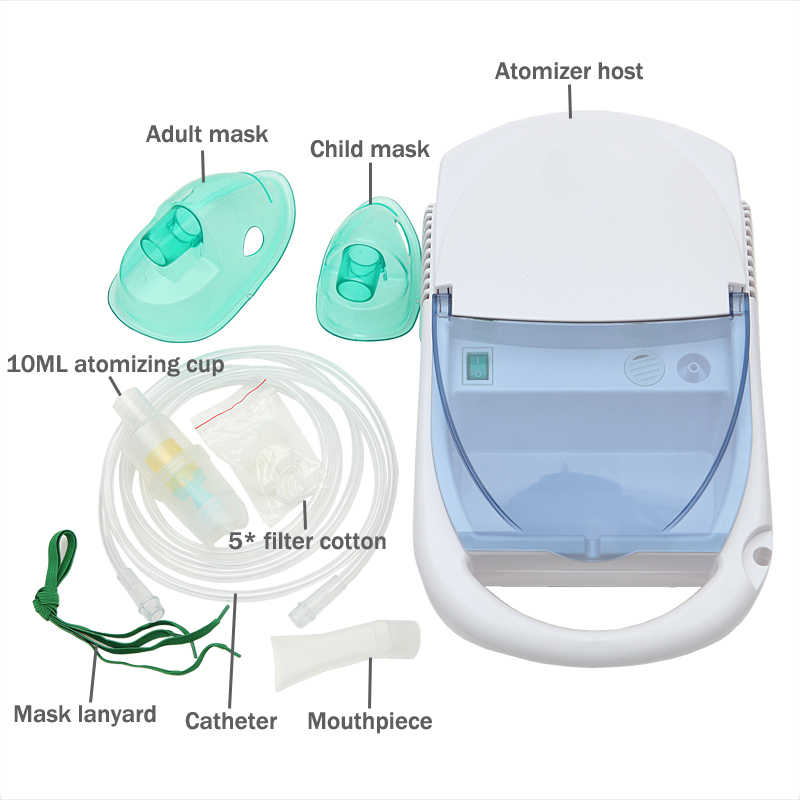 Atomizer host
Adult mask
Child mask
10ML atomizing cup
5* filter cotton
Mask lanyard
Catheter
Mouthpiece